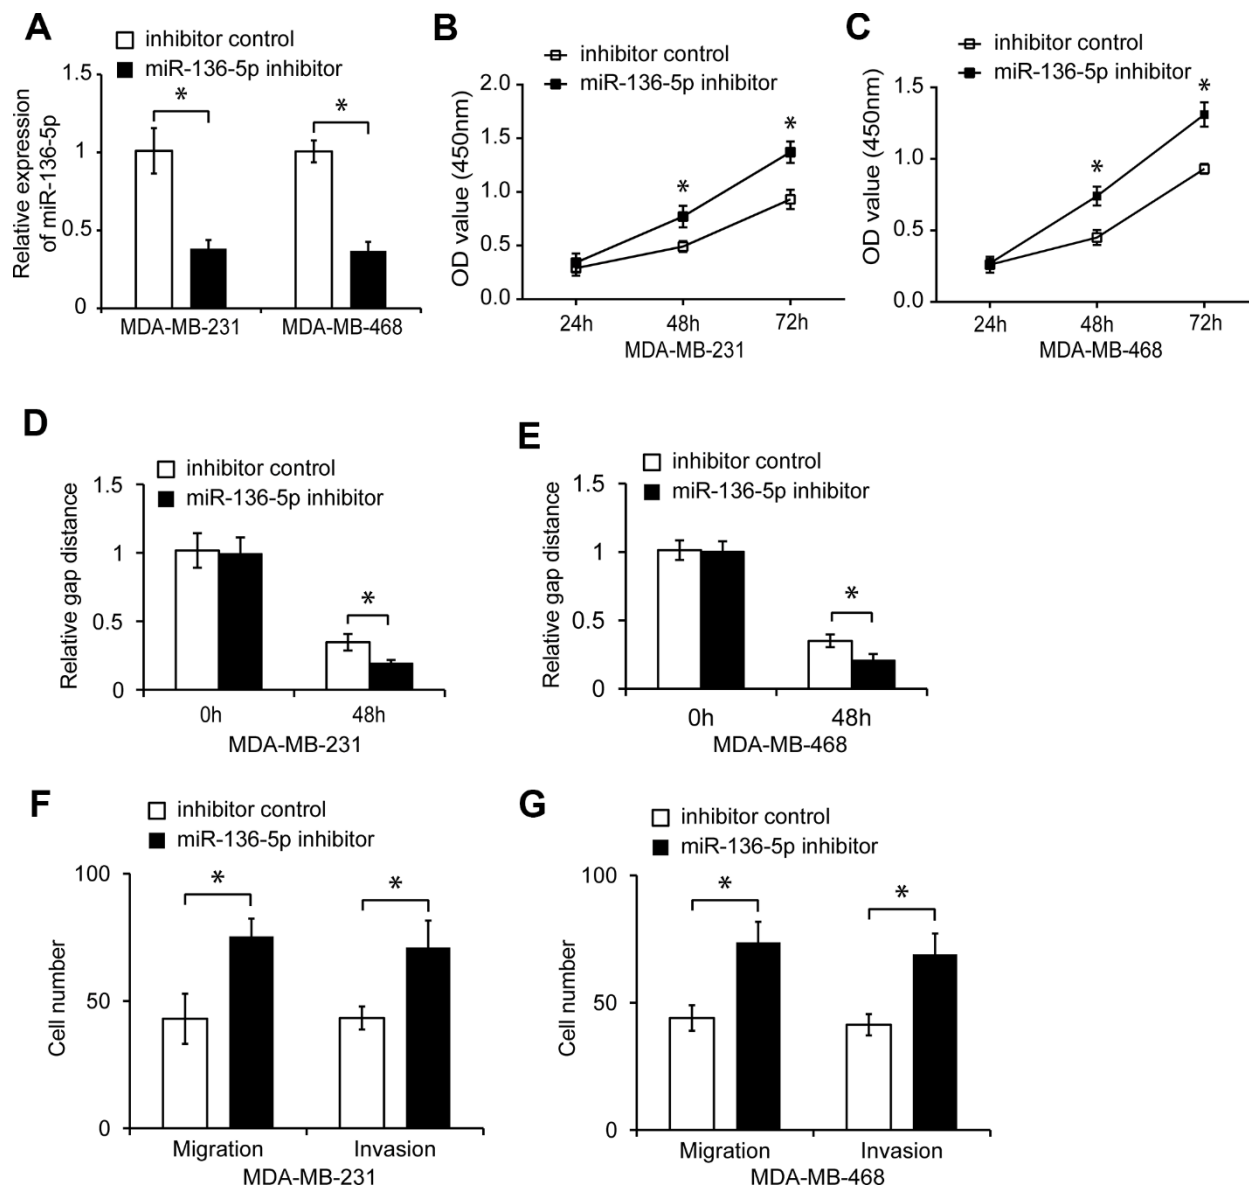 A
inhibitor control
miR-136-5p inhibitor
Relative expression
of miR-136-5p
1.5
1
0.5
0
*
*
MDA-MB-231
MDA-MB-468
B
inhibitor control
miR-136-5p inhibitor
OD value (450nm)
2.0
1.5
1.0
0.5
0.0
*
*
24h
48h
72h
MDA-MB-231
C
inhibitor control
miR-136-5p inhibitor
OD value (450nm)
1.5
1.0
0.5
0.0
*
*
24h
48h
72h
MDA-MB-468
D
inhibitor control
miR-136-5p inhibitor
Relative gap distance
1.5
1
0.5
0
*
0h
48h
MDA-MB-231
E
inhibitor control
miR-136-5p inhibitor
Relative gap distance
1.5
1
0.5
0
*
0h
48h
MDA-MB-468
F
inhibitor control
miR-136-5p inhibitor
Cell number
100
50
0
*
*
Migration
Invasion
MDA-MB-231
G
inhibitor control
miR-136-5p inhibitor
Cell number
100
50
0
*
*
Migration
Invasion
MDA-MB-468